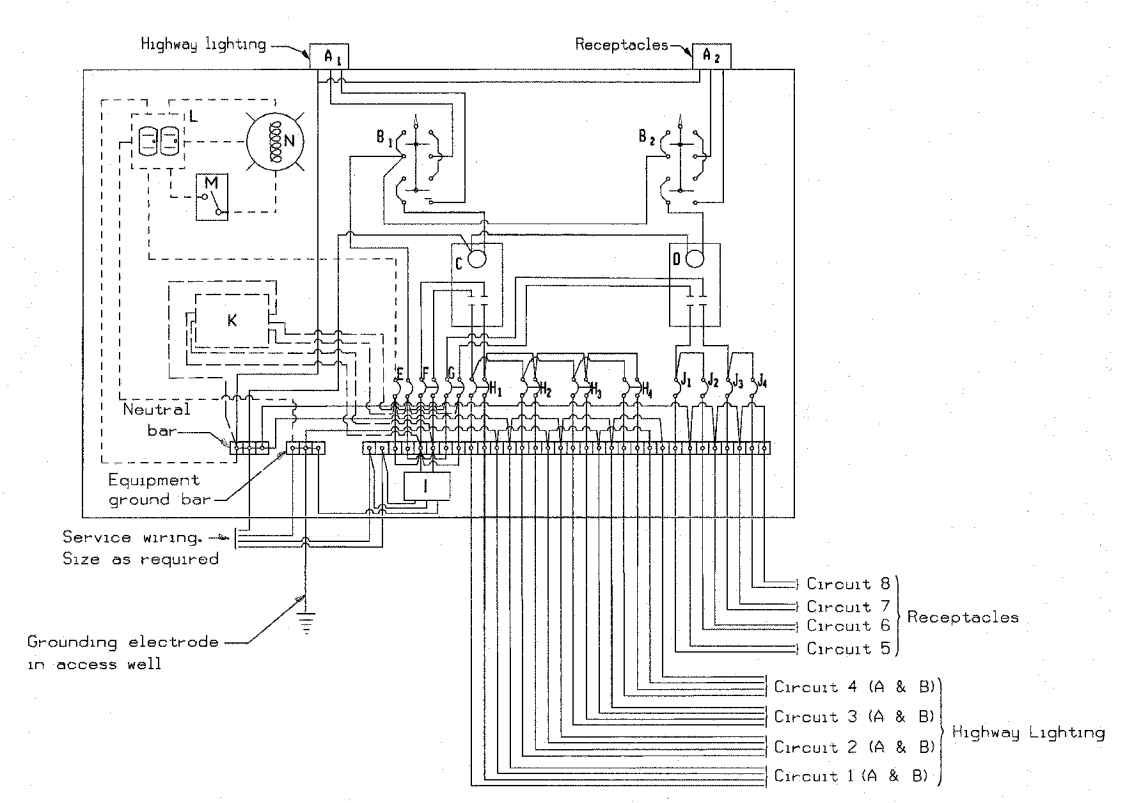 Highway lighting
A1
Receptacles
A2
L
N
M
B1
B2
C
D
K
E
F
G
H1
H2
H3
H4
J1
J2
J3
J4
Neutral
bar
Equipment
ground bar
I
Service wiring.
Size as required
Grounding electrode
in access well
Circuit 8
Circuit 7
Circuit 6
Circuit 5
Receptacles
Circuit 4 (A & B)
Circuit 3 (A & B)
Circuit 2 (A & B)
Circuit 1 (A & B)
Highway Lighting